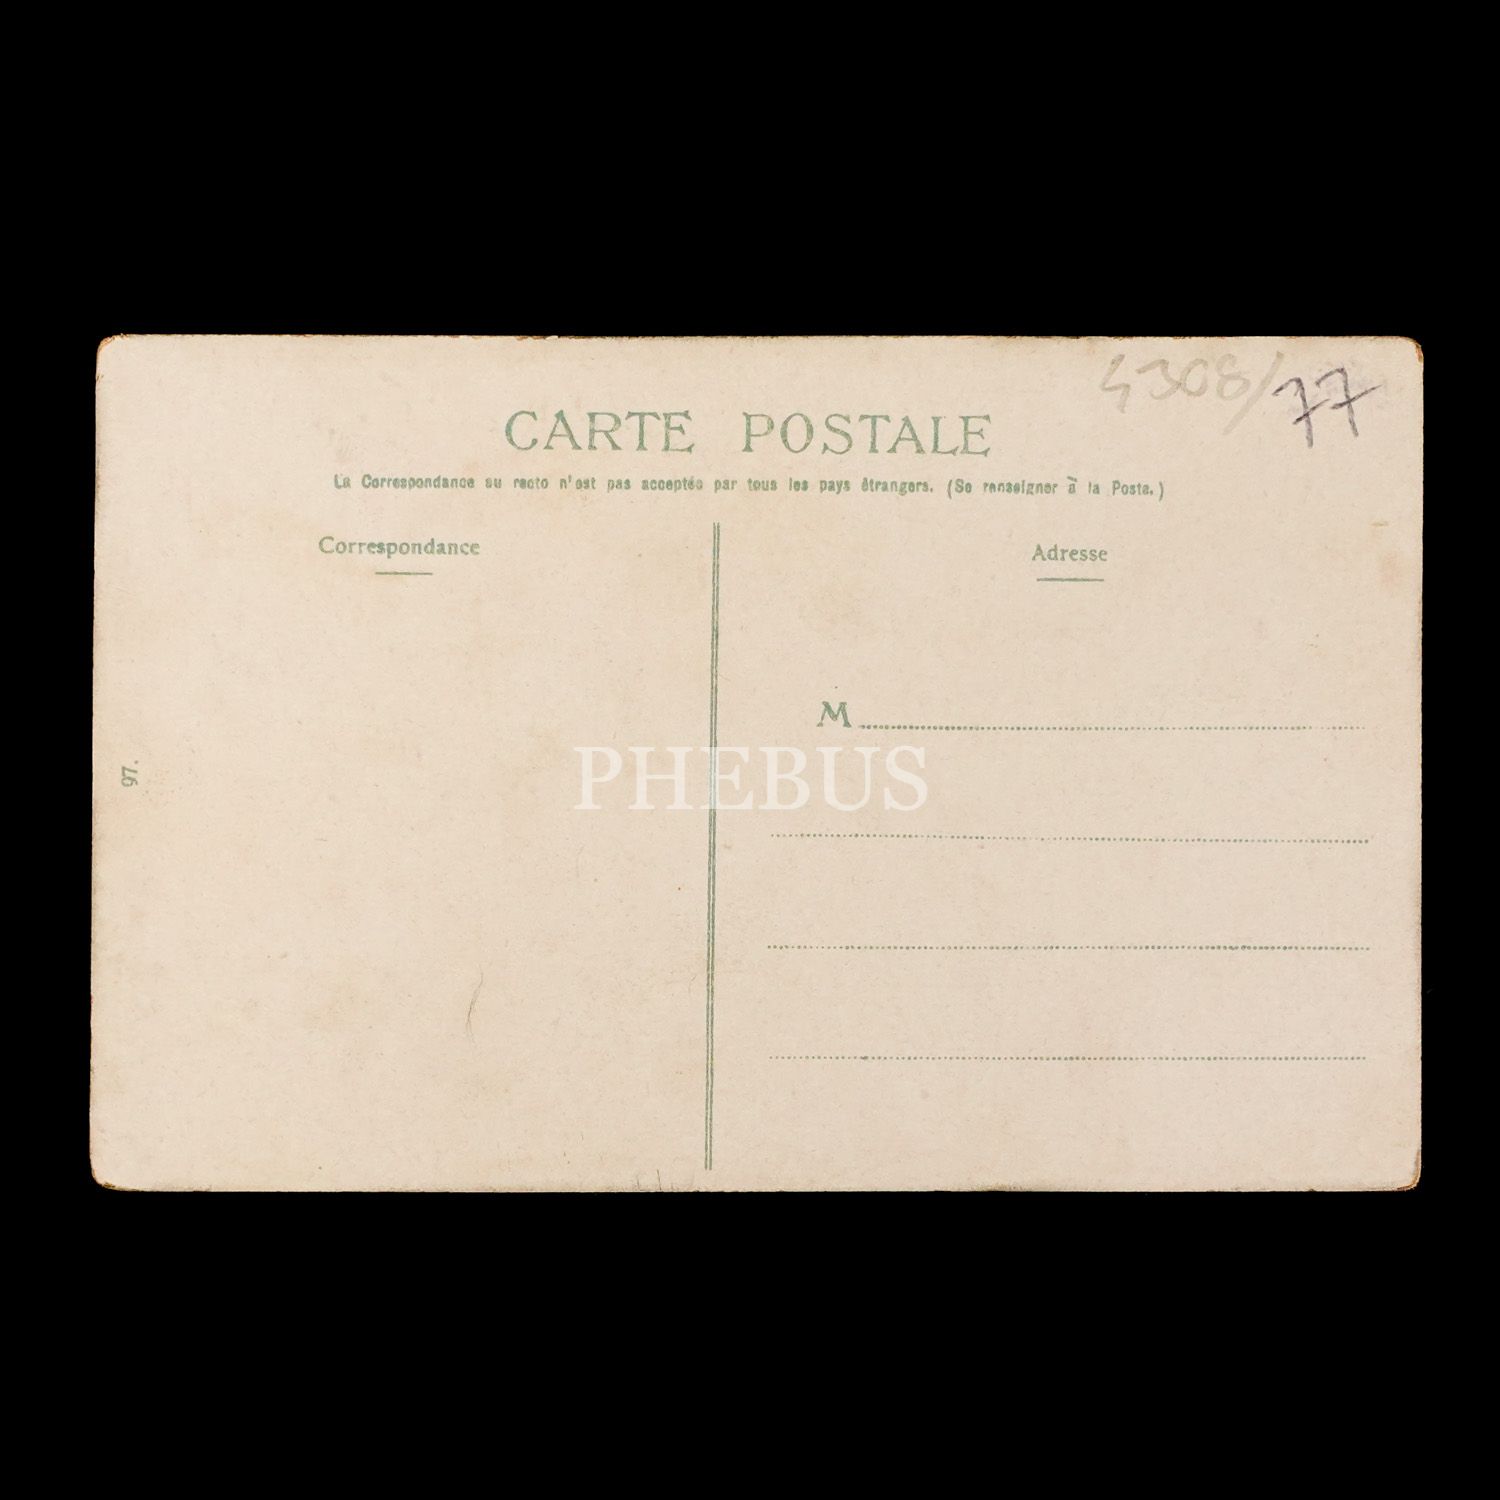 4308/77
CARTE POSTALE
La Correspondance au recto n'est pas acceptée par tous les pays étrangers. (Se renseigner à la Poste.)
Correspondance
Adresse
M
PHEBUS
97.